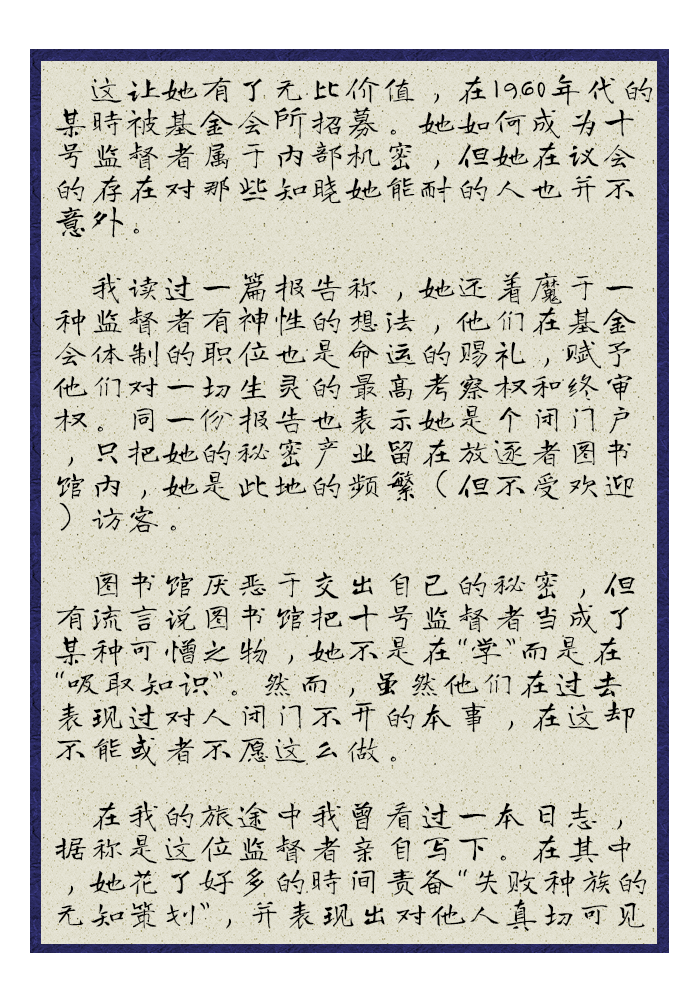 这让她有了无比价值，在1960年代的
某時被基金会所招募。她如何成为十
号监督者属于内部机密，但她在议会
的存在对那些知晓她能耐的人也并不
意外。
我读过一篇报告称，她还着魔于一
种监督者有神性的想法，他们在基金
会体制的职位也是命运的赐礼，赋予
他们对一切生灵的最高考察权和终审
权。同一份报告也表示她是个闭门户
，只把她的秘密产业留在放逐者图书
馆内，她是此地的频繁（但不受欢迎
）访客。
图书馆厌恶于交出自己的秘密，但
有流言说图书馆把十号监督者当成了
某种可憎之物，她不是在“学”而是在
“吸取知识”。然而，虽然他们在过去
表现过对人闭门不开的本事，在这却
不能或者不愿这么做。
在我的旅途中我曾看过一本日志，
据称是这位监督者亲自写下。在其中
，她花了好多的時间责备“失败种族的
无知策划”，并表现出对他人真切可见